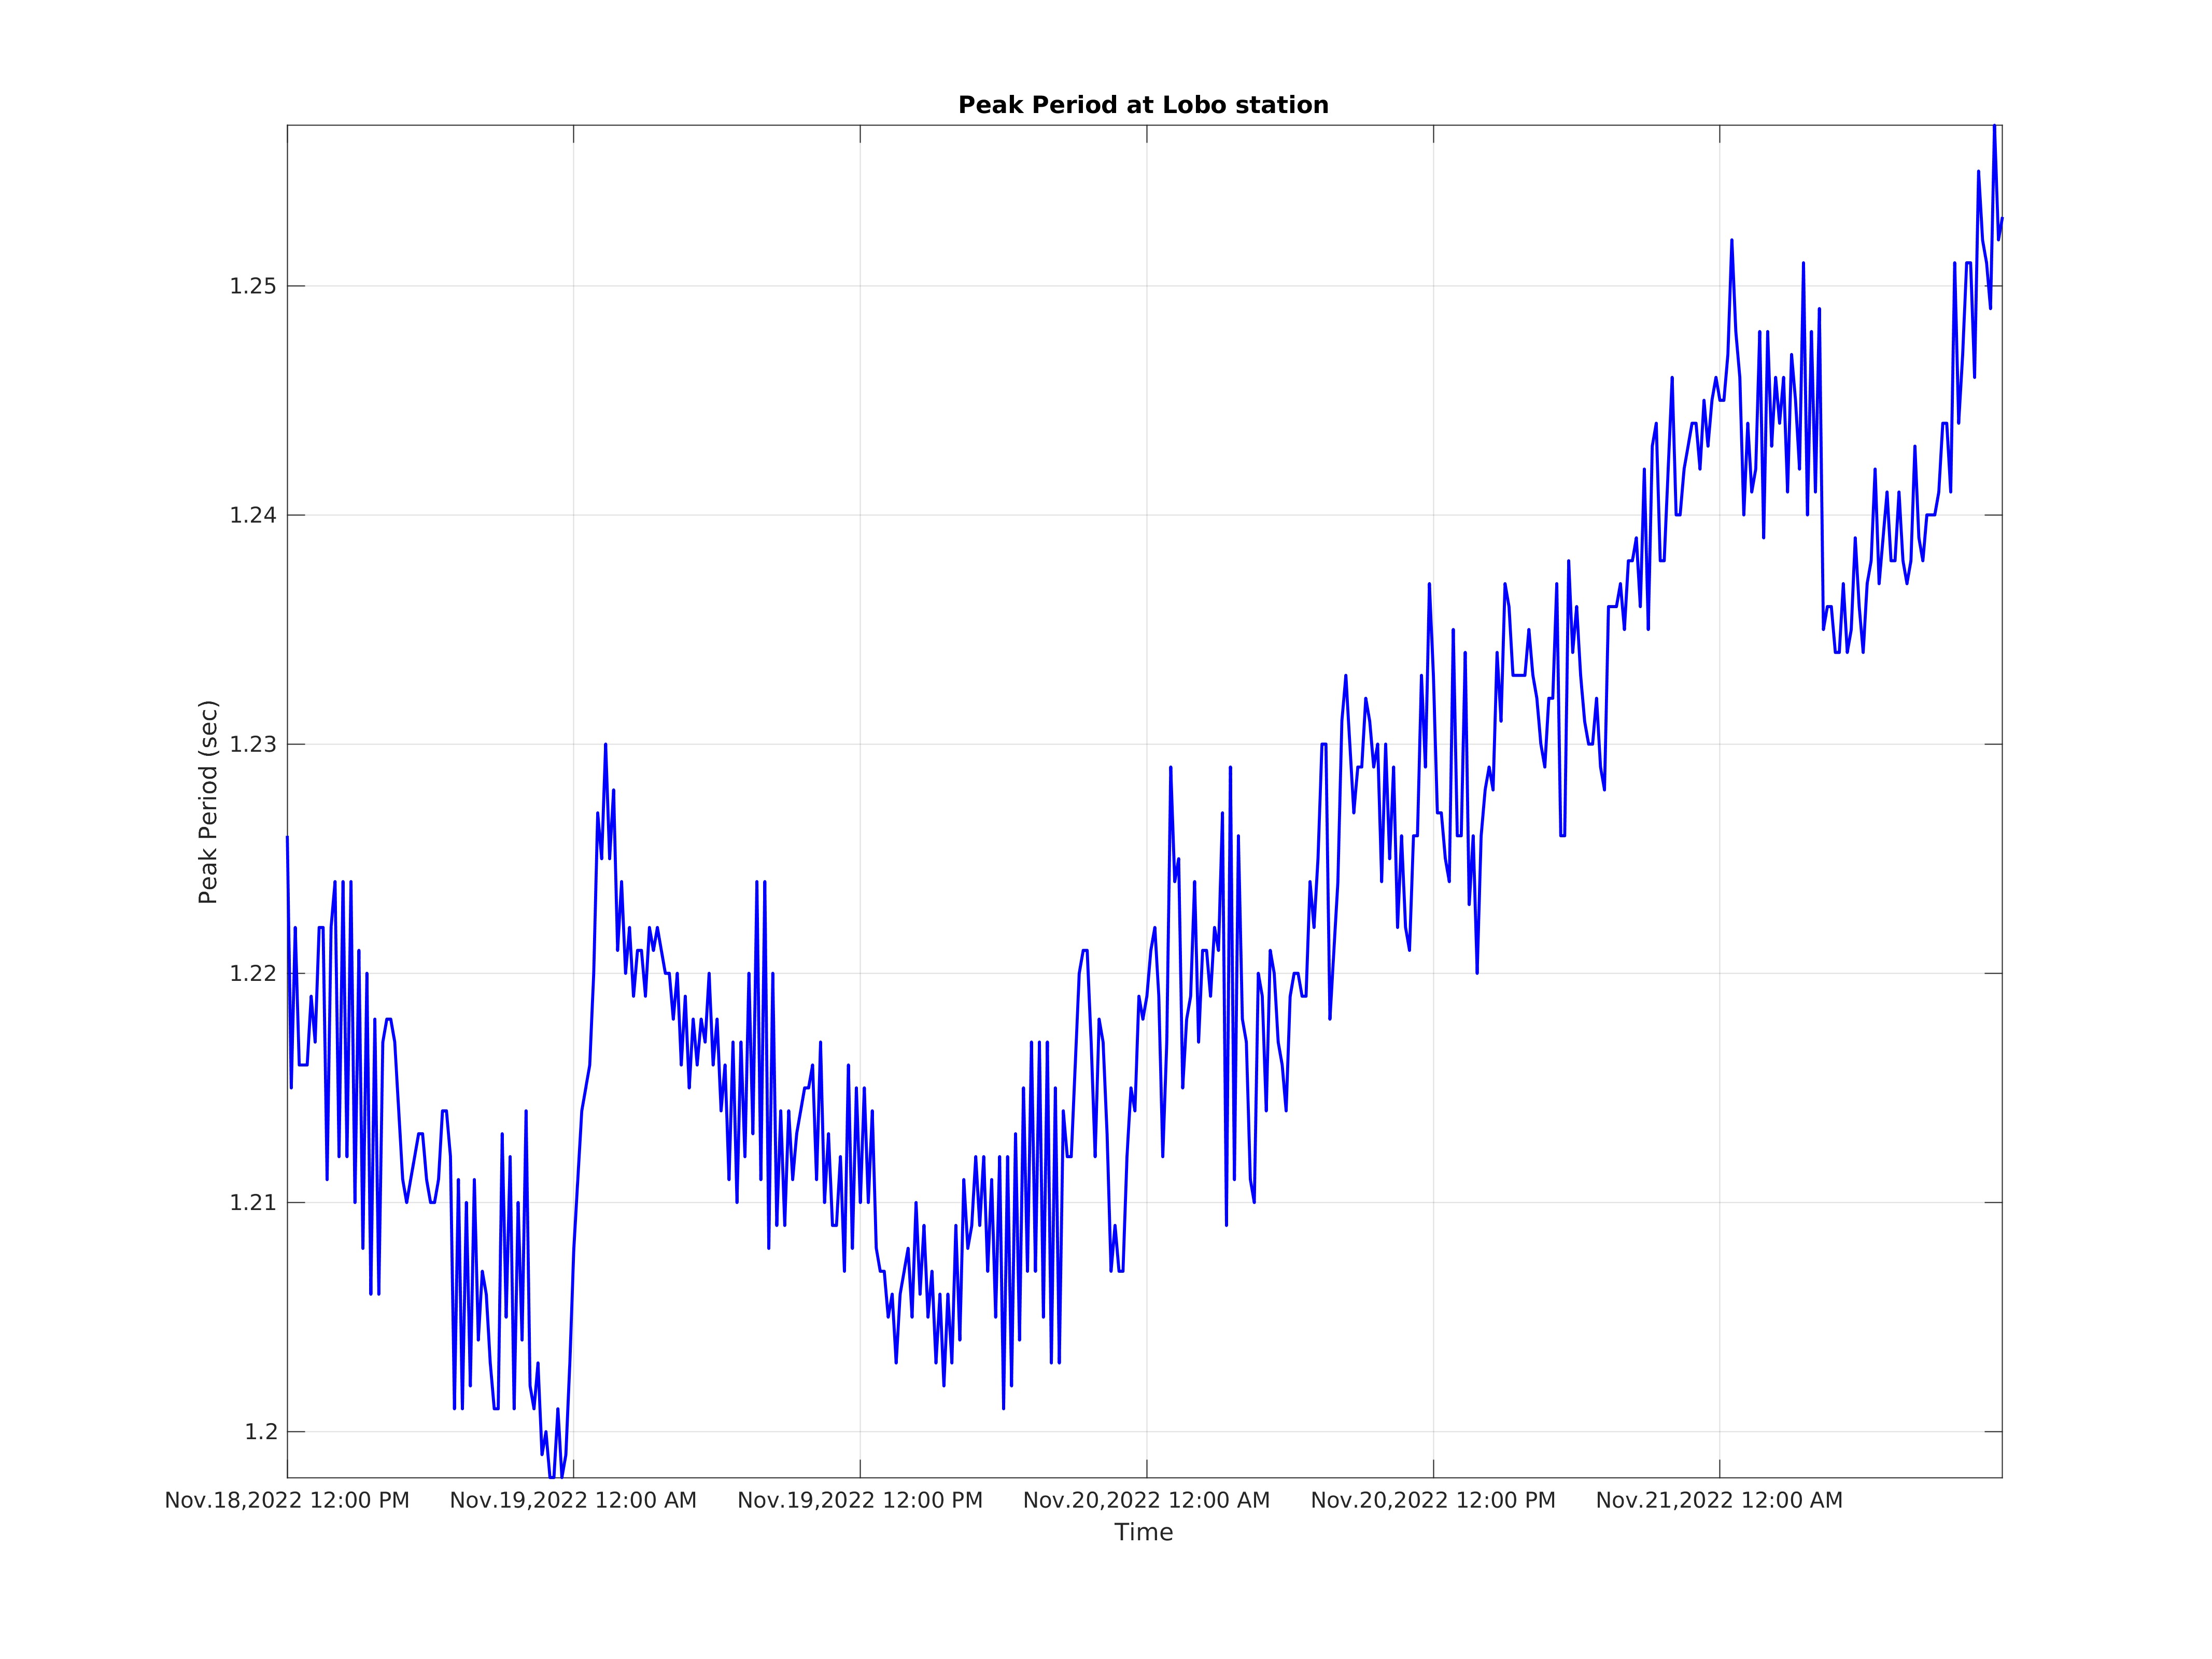 Peak Period at Lobo station
Peak Period (sec)
1.25
1.24
1.23
1.22
1.21
1.2
Nov.18,2022 12:00 PM
Nov.19,2022 12:00 AM
Nov.19,2022 12:00 PM
Nov.20,2022 12:00 AM
Nov.20,2022 12:00 PM
Nov.21,2022 12:00 AM
Time